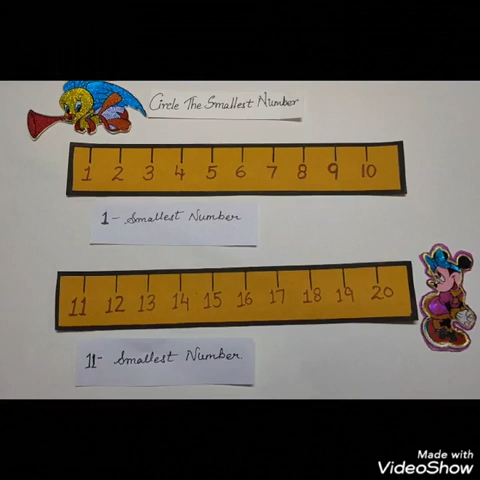 Circle The Smallest Number
1 2 3 4 5 6 7 8 9 10
1- Smallest Number
11 12 13 14 15 16 17 18 19 20
11- Smallest Number.
Made with
VideoShow